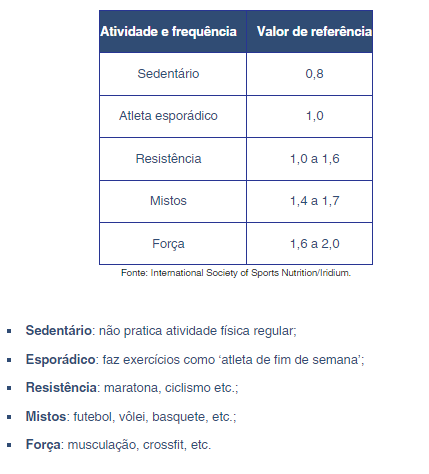 Atividade e frequência Valor de referência
Sedentário 0,8
Atleta esporádico 1,0
Resistência 1,0 a 1,6
Mistos 1,4 a 1,7
Força 1,6 a 2,0
Fonte: International Society of Sports Nutrition/Iridium.
▪ Sedentário: não pratica atividade física regular;
▪ Esporádico: faz exercícios como ‘atleta de fim de semana’;
▪ Resistência: maratona, ciclismo etc.;
▪ Mistos: futebol, vôlei, basquete, etc.;
▪ Força: musculação, crossfit, etc.